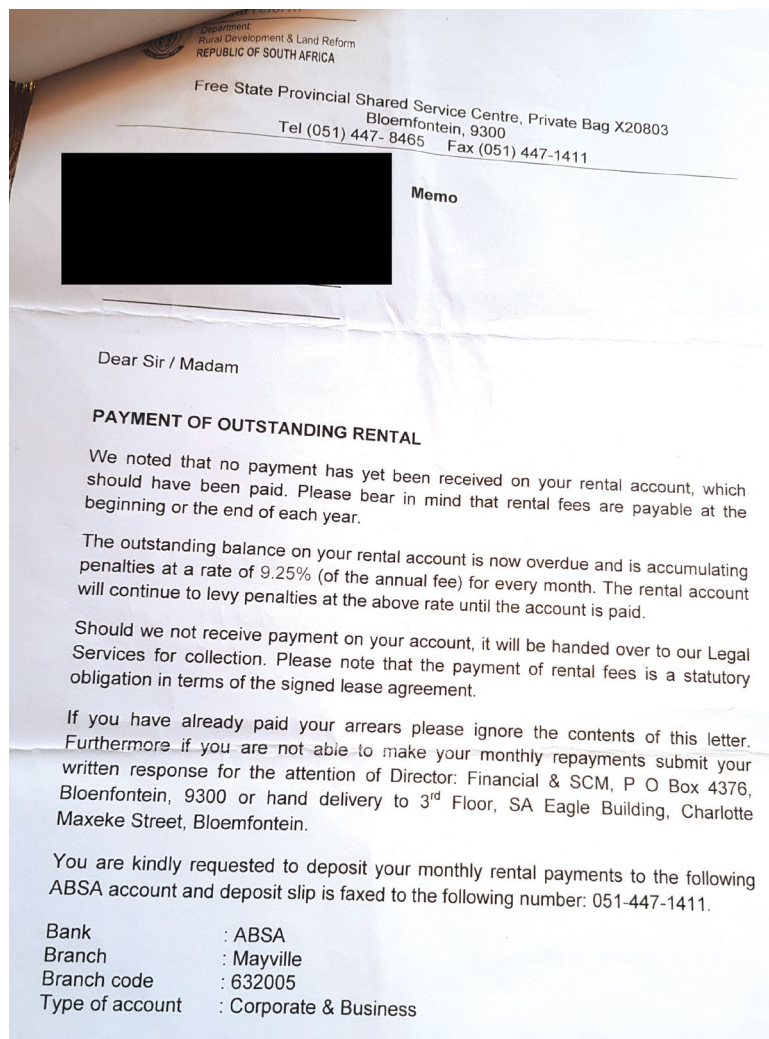 Department:
Rural Development & Land Reform
REPUBLIC OF SOUTH AFRICA
Free State Provincial Shared Service Centre, Private Bag X20803
Bloemfontein, 9300
Tel (051) 447- 8465 Fax (051) 447-1411
Memo
Dear Sir / Madam
PAYMENT OF OUTSTANDING RENTAL
We noted that no payment has yet been received on your rental account, which
should have been paid. Please bear in mind that rental fees are payable at the
beginning or the end of each year.
The outstanding balance on your rental account is now overdue and is accumulating
penalties at a rate of 9.25% (of the annual fee) for every month. The rental account
will continue to levy penalties at the above rate until the account is paid.
Should we not receive payment on your account, it will be handed over to our Legal
Services for collection. Please note that the payment of rental fees is a statutory
obligation in terms of the signed lease agreement.
If you have already paid your arrears please ignore the contents of this letter.
Furthermore if you are not able to make your monthly repayments submit your
written response for the attention of Director: Financial & SCM, P O Box 4376,
Bloenfontein, 9300 or hand delivery to 3rd Floor, SA Eagle Building, Charlotte
Maxeke Street, Bloemfontein.
You are kindly requested to deposit your monthly rental payments to the following
ABSA account and deposit slip is faxed to the following number: 051-447-1411.
Bank : ABSA
Branch : Mayville
Branch code : 632005
Type of account : Corporate & Business